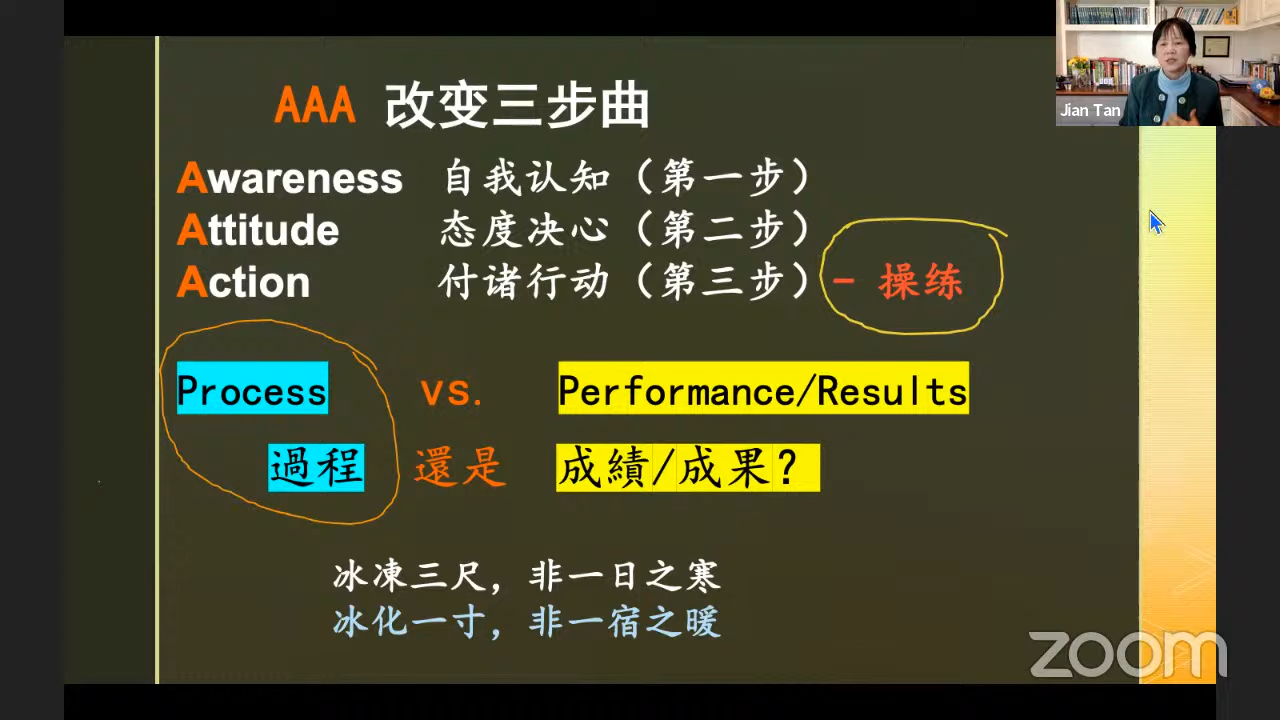 AAA 改变三步曲
Jian Tan
Awareness 自我认知（第一步）
Attitude 态度决心（第二步）
Action 付诸行动（第三步）- 操练
Process vs. Performance/Results
過程 還是 成績/成果？
冰凍三尺，非一日之寒
冰化一寸，非一宿之暖
zoom